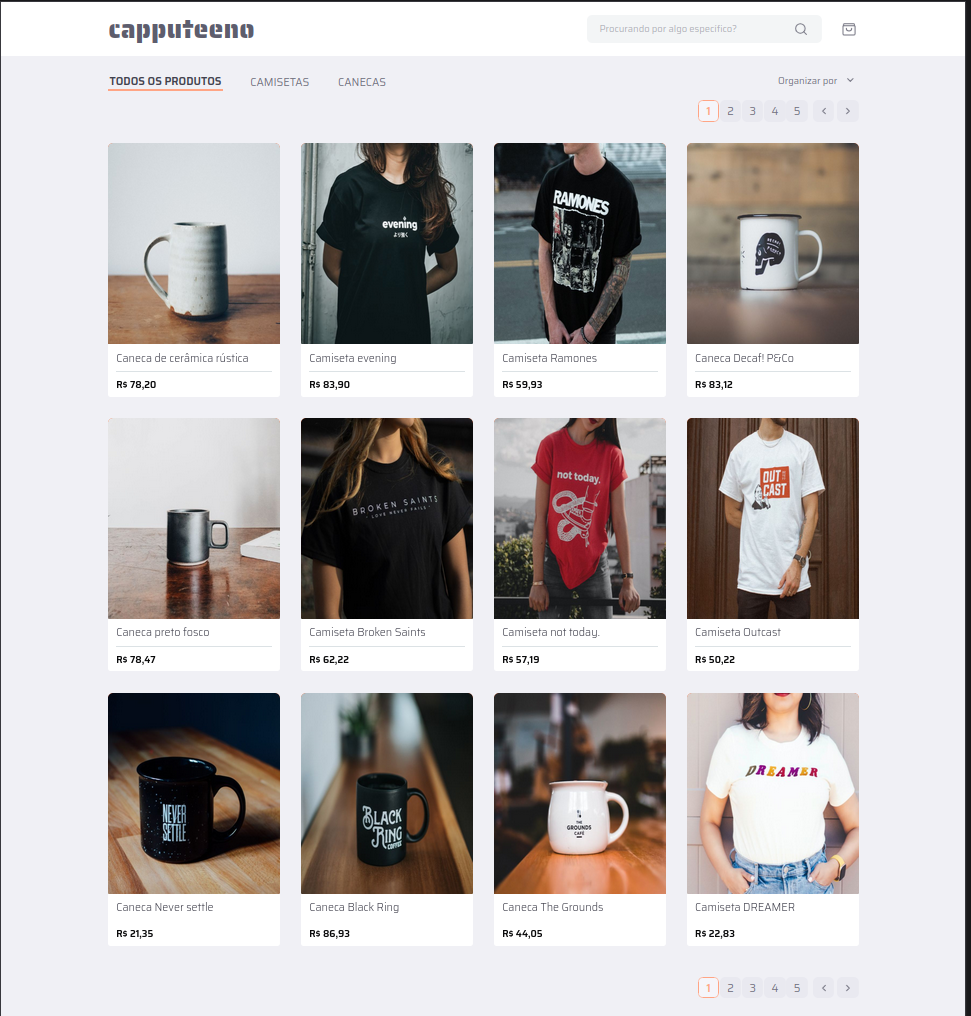 capputeeno
Procurando por algo específico?
TODOS OS PRODUTOS
CAMISETAS
CANECAS
Organizar por
1 2 3 4 5
evening
RAMONES
Caneca de cerâmica rústica
Camiseta evening
Camiseta Ramones
Caneca Decaf! P&Co
R$ 78,20
R$ 83,90
R$ 59,93
R$ 83,12
BROKEN SAINTS
LOVE NEVER FAILS
not today.
OUT
CAST
Caneca preto fosco
Camiseta Broken Saints
Camiseta not today.
Camiseta Outcast
R$ 78,47
R$ 62,22
R$ 57,19
R$ 50,22
NEVER
SETTLE
BLACK
RING
COFFEE
THE
GROUNDS
CAFÉ
DREAMER
Caneca Never settle
Caneca Black Ring
Caneca The Grounds
Camiseta DREAMER
R$ 21,35
R$ 86,93
R$ 44,05
R$ 22,83
1 2 3 4 5